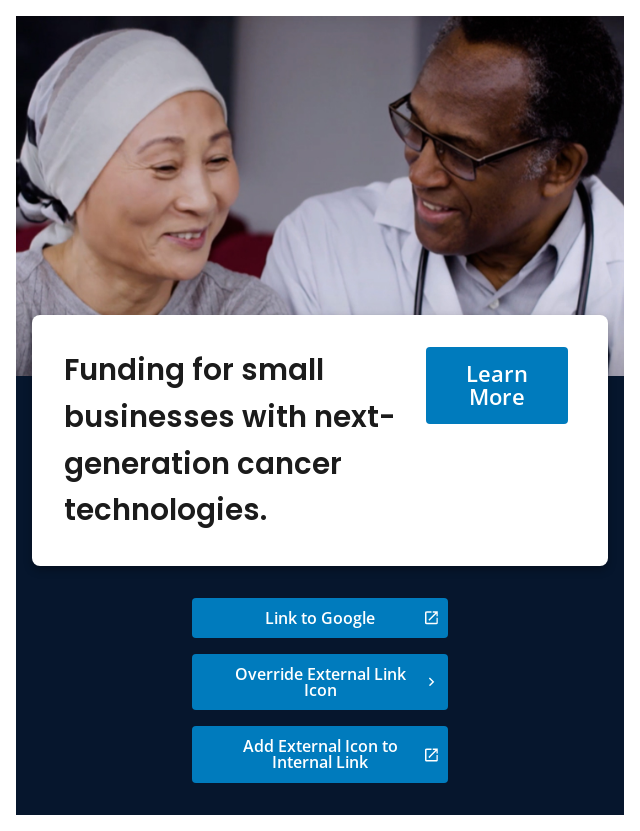 Funding for small
businesses with next-
generation cancer
technologies.
Learn
More
Link to Google
Override External Link
Icon
Add External Icon to
Internal Link